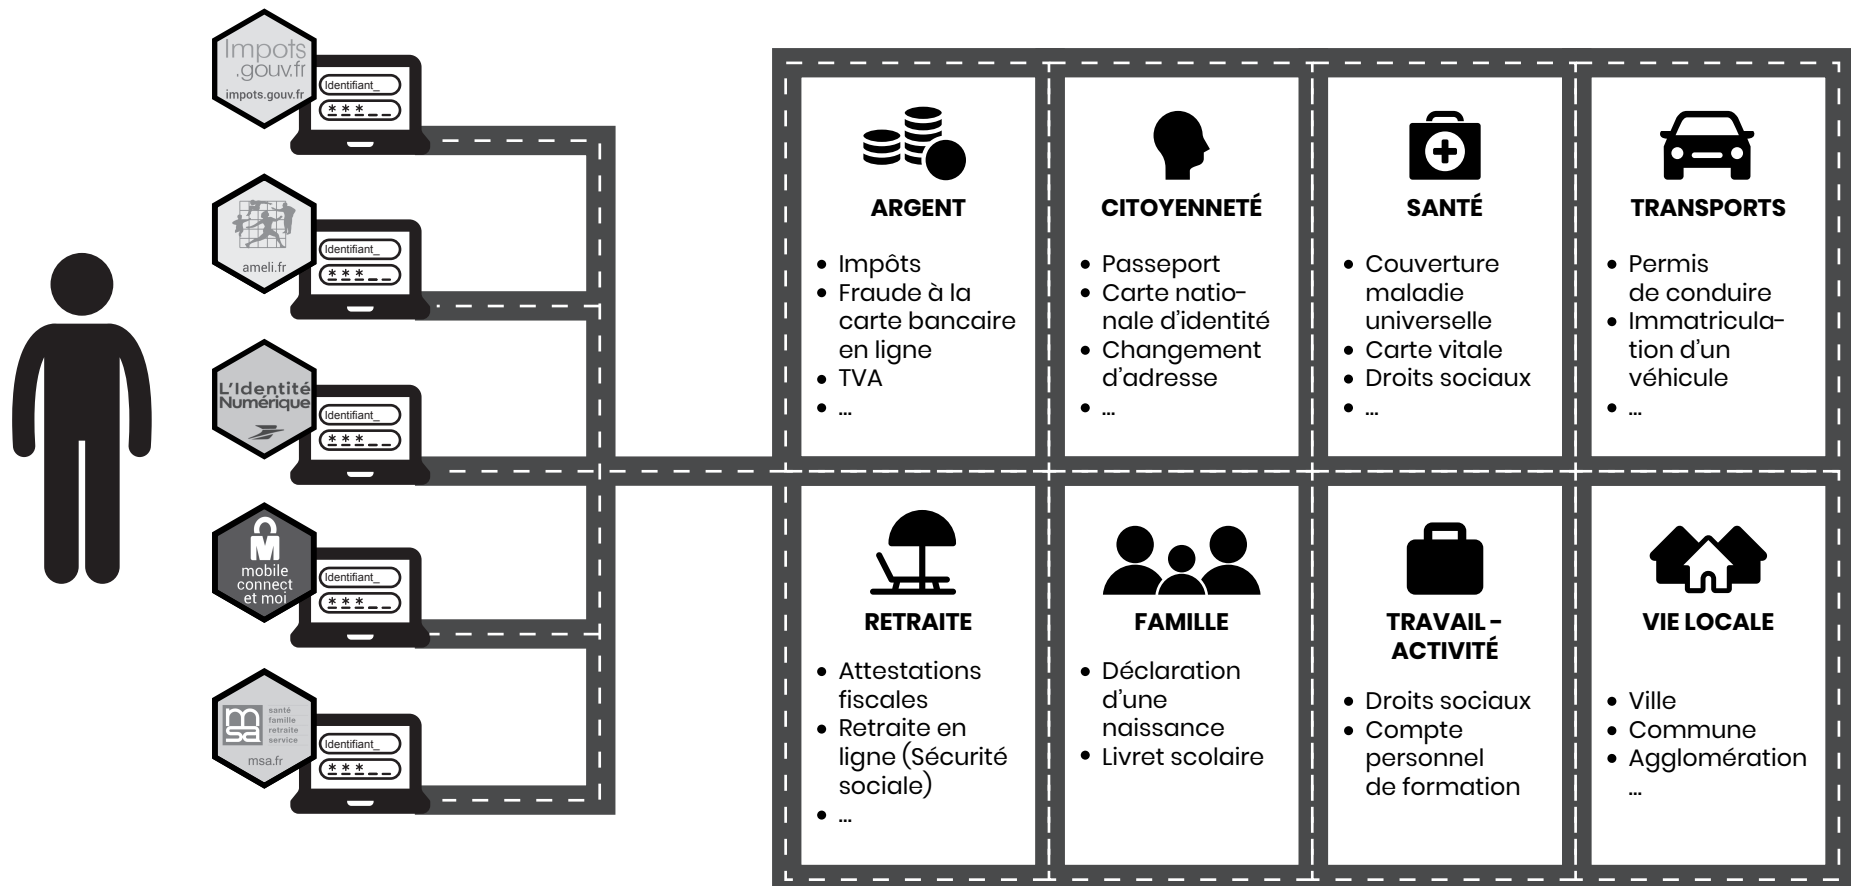 Impots
.gouv.fr
impots.gouv.fr
Identifiant_
***__
ameli.fr
Identifiant_
***__
L'Identité
Numérique
Identifiant_
***__
M
mobile
connect
et moi
Identifiant_
***__
msa
santé
famille
retraite
service
msa.fr
Identifiant_
***__
ARGENT
• Impôts
• Fraude à la
carte bancaire
en ligne
• TVA
• ...
CITOYENNETÉ
• Passeport
• Carte natio-
nale d'identité
• Changement
d'adresse
• ...
SANTÉ
• Couverture
maladie
universelle
• Carte vitale
• Droits sociaux
• ...
TRANSPORTS
• Permis
de conduire
• Immatricula-
tion d'un
véhicule
• ...
RETRAITE
• Attestations
fiscales
• Retraite en
ligne (Sécurité
sociale)
• ...
FAMILLE
• Déclaration
d'une
naissance
• Livret scolaire
TRAVAIL -
ACTIVITÉ
• Droits sociaux
• Compte
personnel
de formation
VIE LOCALE
• Ville
• Commune
• Agglomération
...